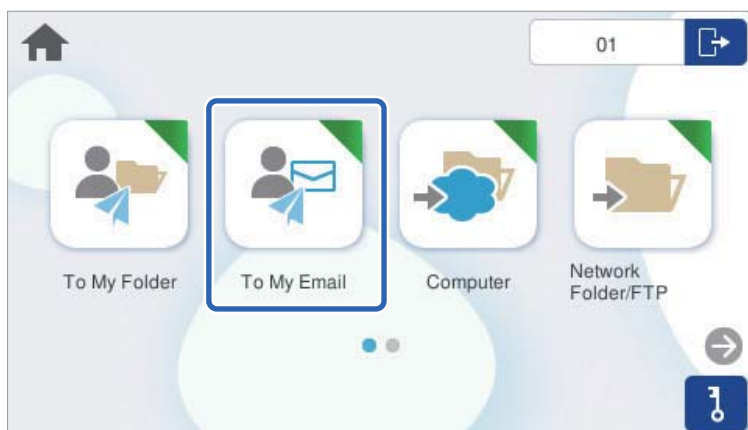 01
To My Folder
To My Email
Computer
Network
Folder/FTP